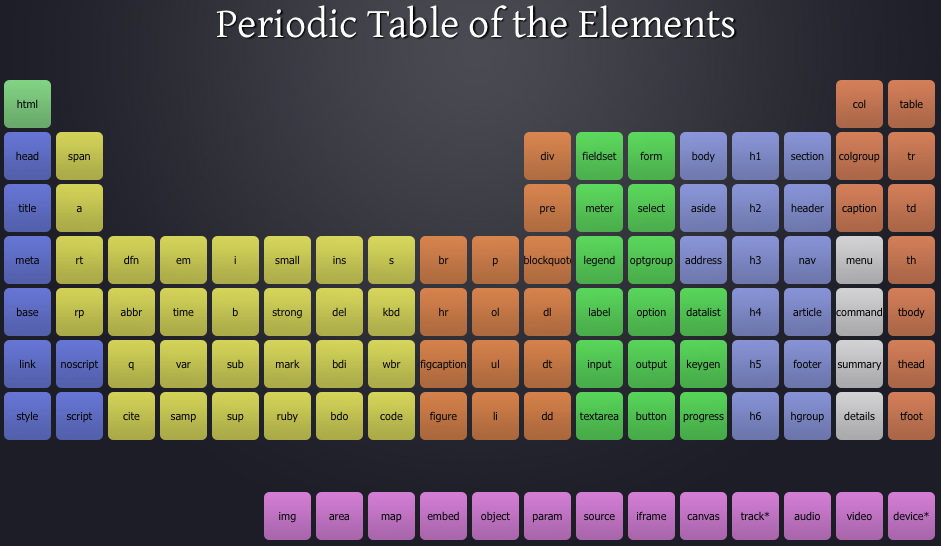 Periodic Table of the Elements
html col table
head span div fieldset form body h1 section colgroup tr
title a pre meter select aside h2 header caption td
meta rt dfn em i small ins s br p blockquote legend optgroup address h3 nav menu th
base rp abbr time b strong del kbd hr ol dl label option datalist h4 article command tbody
link noscript q var sub mark bdi wbr figcaption ul dt input output keygen h5 footer summary thead
style script cite samp sup ruby bdo code figure li dd textarea button progress h6 hgroup details tfoot
img area map embed object param source iframe canvas track* audio video device*